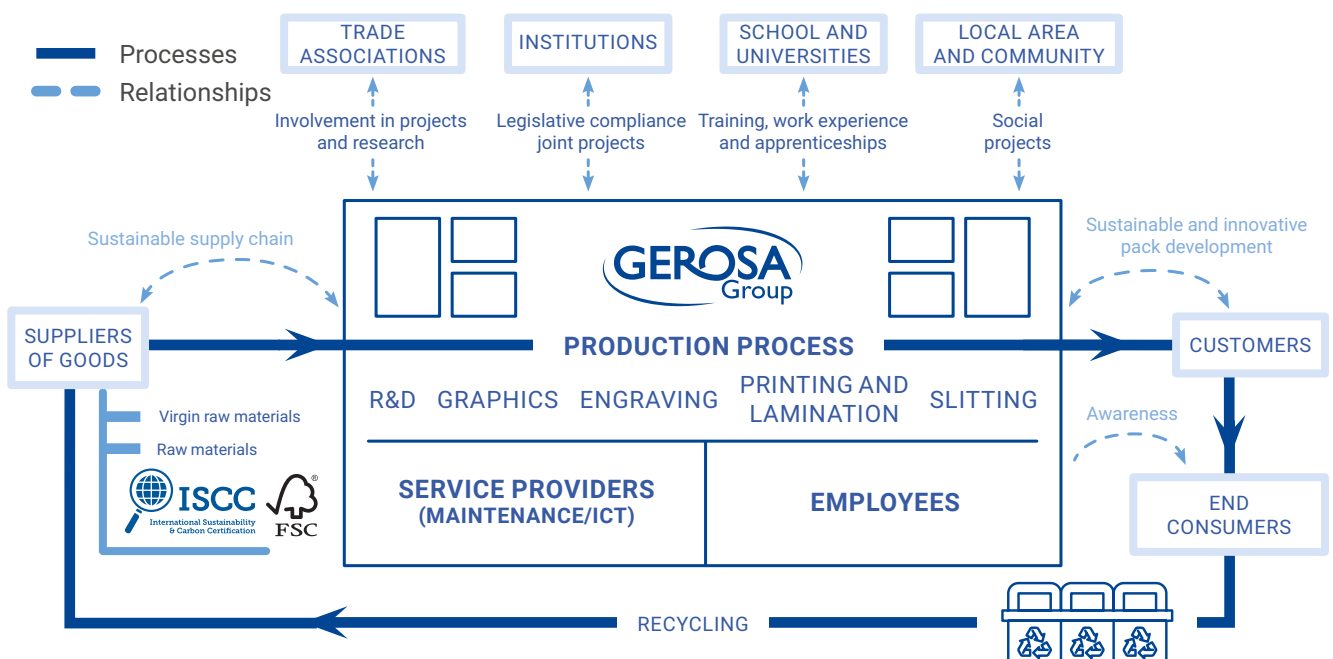 Processes
Relationships
TRADE
ASSOCIATIONS
INSTITUTIONS
SCHOOL AND
UNIVERSITIES
LOCAL AREA
AND COMMUNITY
Involvement in projects
and research
Legislative compliance
joint projects
Training, work experience
and apprenticeships
Social
projects
Sustainable supply chain
GEROSA
Group
Sustainable and innovative
pack development
SUPPLIERS
OF GOODS
PRODUCTION PROCESS
CUSTOMERS
R&D
GRAPHICS
ENGRAVING
PRINTING AND
LAMINATION
SLITTING
Virgin raw materials
Raw materials
ISCC
International Sustainability
& Carbon Certification
®
FSC
SERVICE PROVIDERS
(MAINTENANCE/ICT)
EMPLOYEES
Awareness
END
CONSUMERS
RECYCLING